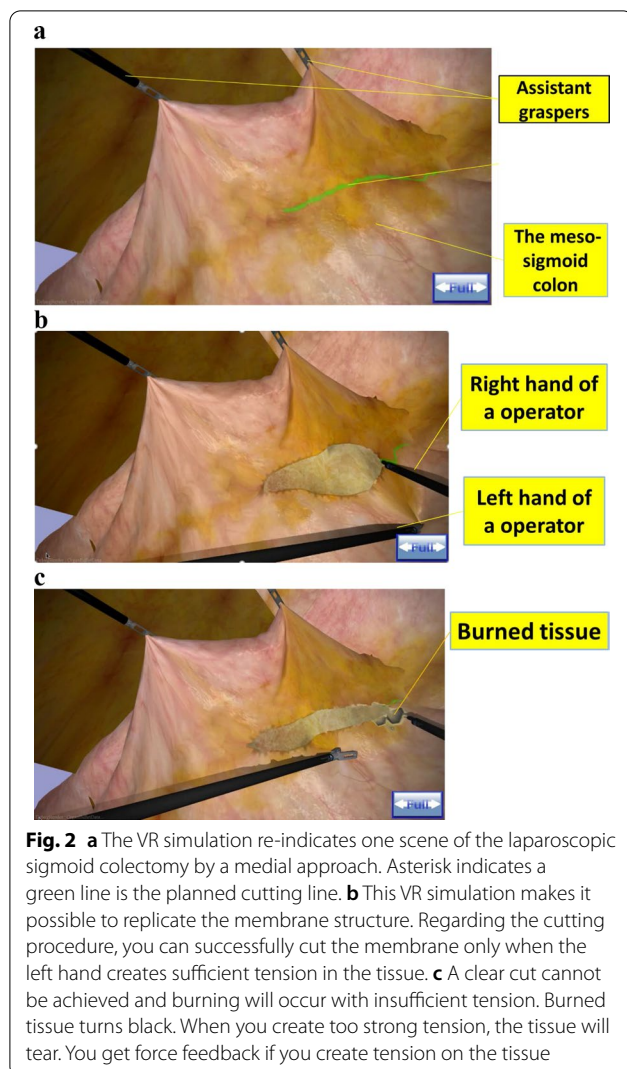 a
Assistant
graspers
The meso-
sigmoid
colon
Full
b
Right hand of
a operator
Left hand of
a operator
Full
c
Burned tissue
Full
Fig. 2 a The VR simulation re-indicates one scene of the laparoscopic
sigmoid colectomy by a medial approach. Asterisk indicates a
green line is the planned cutting line. b This VR simulation makes it
possible to replicate the membrane structure. Regarding the cutting
procedure, you can successfully cut the membrane only when the
left hand creates sufficient tension in the tissue. c A clear cut cannot
be achieved and burning will occur with insufficient tension. Burned
tissue turns black. When you create too strong tension, the tissue will
tear. You get force feedback if you create tension on the tissue